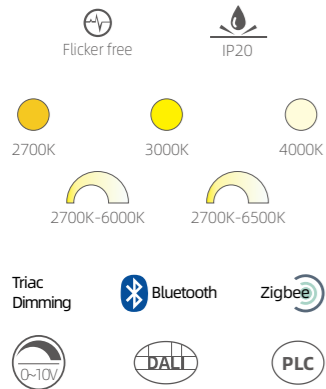 Flicker free
IP20
2700K
3000K
4000K
2700K-6000K
2700K-6500K
Triac
Dimming
Bluetooth
Zigbee
0~10V
DALI
PLC